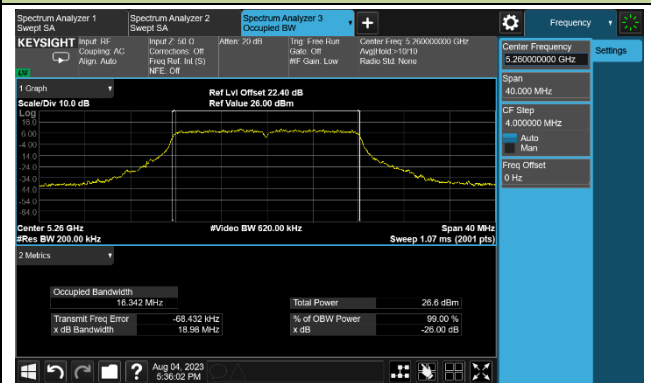 Spectrum Analyzer 1
Swept SA
Spectrum Analyzer 2
Swept SA
Spectrum Analyzer 3
Occupied BW
+
Frequency
KEYSIGHT
Input: RF
Coupling: AC
Align: Auto
Input Z: 50 Ω
Corrections: Off
Freq Ref: Int (S)
NFE: Off
Atten: 20 dB
Trig: Free Run
Gate: Off
#IF Gain: Low
Center Freq: 5.260000000 GHz
Avg|Hold:>10/10
Radio Std: None
Center Frequency
5.260000000 GHz
Settings
Span
40.000 MHz
CF Step
4.000000 MHz
Auto
Man
Freq Offset
0 Hz
1 Graph
Scale/Div 10.0 dB
Ref Lvl Offset 22.40 dB
Ref Value 26.00 dBm
Log
16.0
6.00
-4.00
-14.0
-24.0
-34.0
-44.0
-54.0
-64.0
Center 5.26 GHz
#Res BW 200.00 kHz
#Video BW 620.00 kHz
Span 40 MHz
Sweep 1.07 ms (2001 pts)
2 Metrics
Occupied Bandwidth
16.342 MHz
Total Power
26.6 dBm
Transmit Freq Error
-68.432 kHz
% of OBW Power
99.00 %
x dB Bandwidth
18.98 MHz
x dB
-26.00 dB
?
Aug 04, 2023
5:36:02 PM